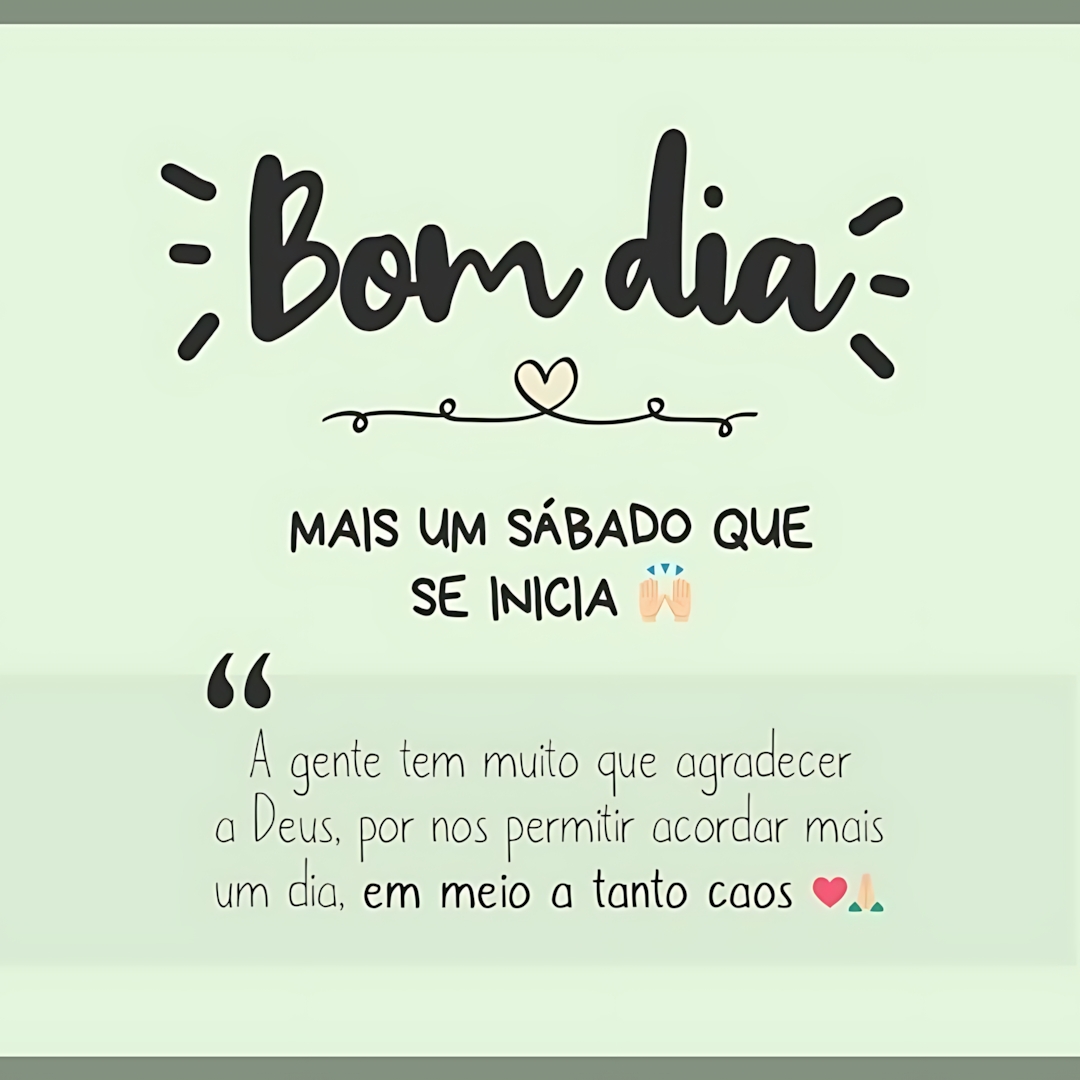 Bom dia
MAIS UM SÁBADO QUE
SE INICIA 🙌🏻
“
A gente tem muito que agradecer
a Deus, por nos permitir acordar mais
um dia, em meio a tanto caos ❤️🙏🏻